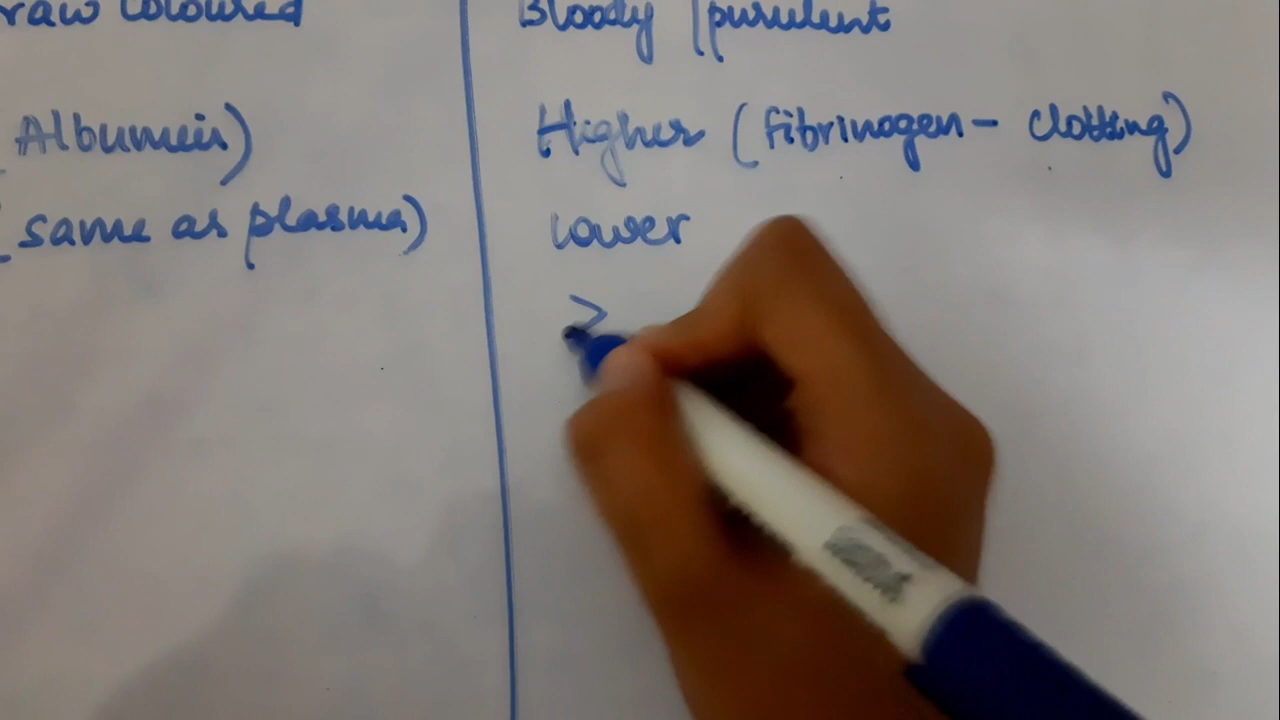 raw coloured Bloody / purulent
Albumin) Higher (fibrinogen - clotting)
same as plasma) lower
>